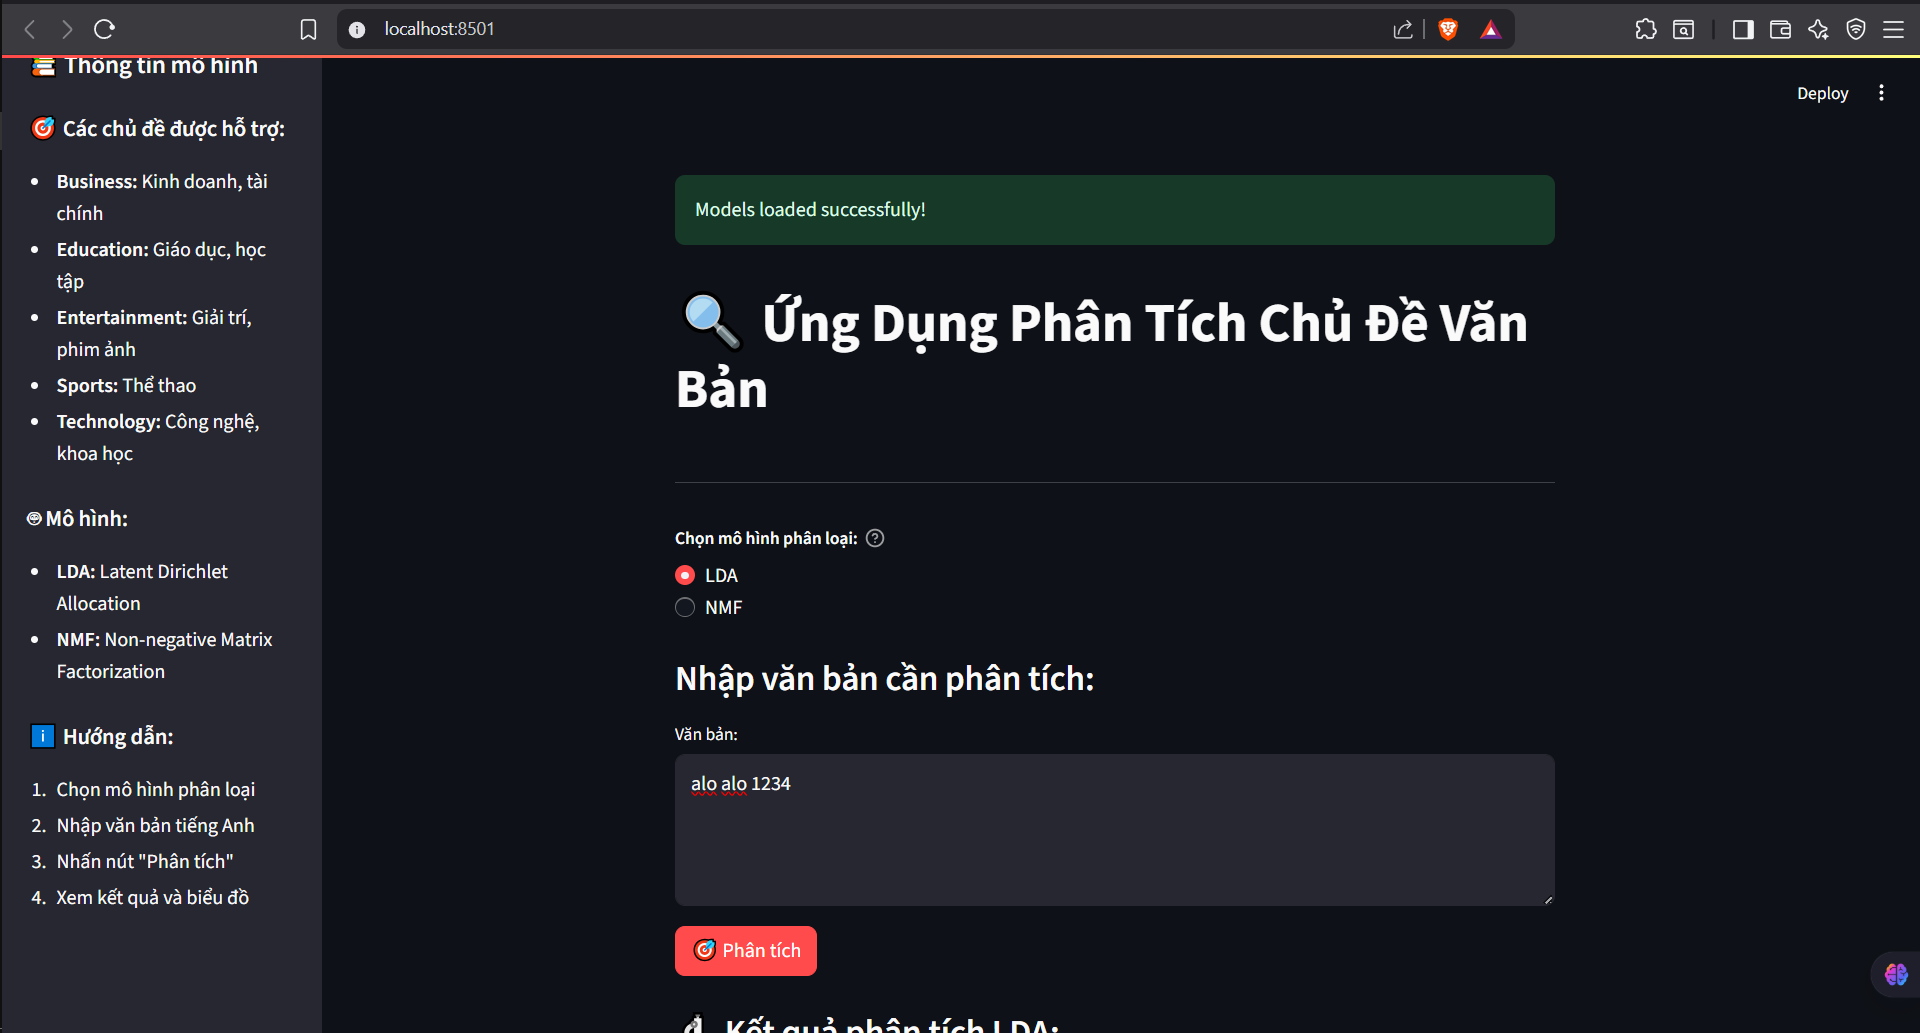 localhost:8501
Thông tin mô hình
Các chủ đề được hỗ trợ:
Business: Kinh doanh, tài
chính
Education: Giáo dục, học
tập
Entertainment: Giải trí,
phim ảnh
Sports: Thể thao
Technology: Công nghệ,
khoa học
Mô hình:
LDA: Latent Dirichlet
Allocation
NMF: Non-negative Matrix
Factorization
Hướng dẫn:
1. Chọn mô hình phân loại
2. Nhập văn bản tiếng Anh
3. Nhấn nút "Phân tích"
4. Xem kết quả và biểu đồ
Deploy
Models loaded successfully!
Ứng Dụng Phân Tích Chủ Đề Văn
Bản
Chọn mô hình phân loại:
LDA
NMF
Nhập văn bản cần phân tích:
Văn bản:
alo alo 1234
Phân tích
Kết quả phân tích LDA: